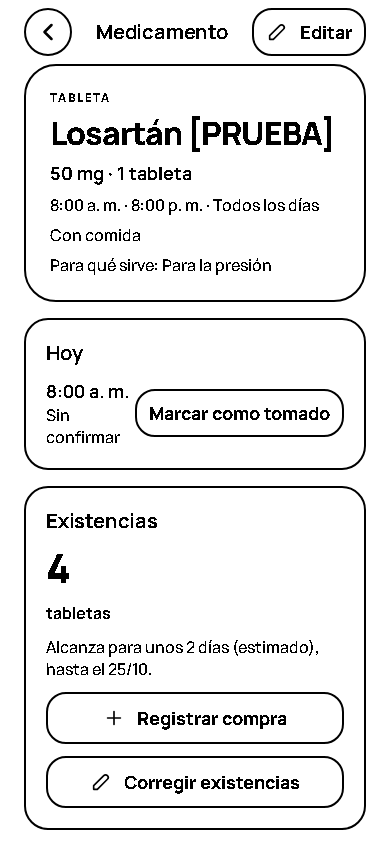 Medicamento
Editar
TABLETA
Losartán [PRUEBA]
50 mg · 1 tableta
8:00 a. m. · 8:00 p. m. · Todos los días
Con comida
Para qué sirve: Para la presión
Hoy
8:00 a. m.
Sin
confirmar
Marcar como tomado
Existencias
4
tabletas
Alcanza para unos 2 días (estimado),
hasta el 25/10.
Registrar compra
Corregir existencias